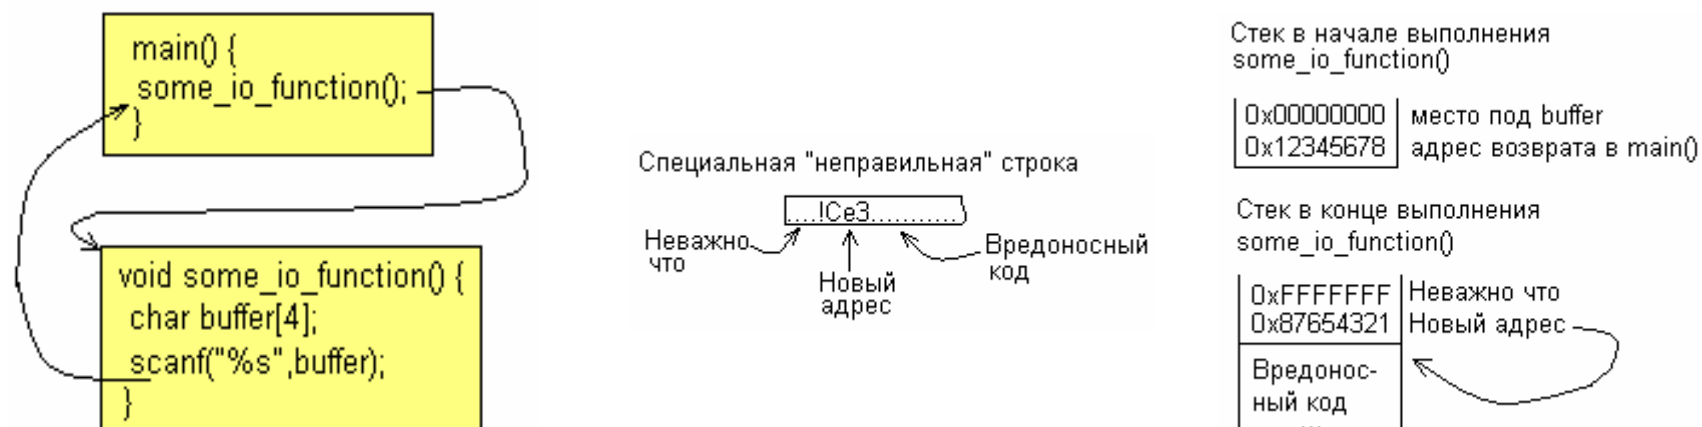 main() {
some_io_function();
}
void some_io_function() {
char buffer[4];
scanf("%s",buffer);
}
Специальная "неправильная" строка
....!Се3...........
Неважно
что
Новый
адрес
Вредоносный
код
Стек в начале выполнения
some_io_function()
0x00000000 место под buffer
0x12345678 адрес возврата в main()
Стек в конце выполнения
some_io_function()
0xFFFFFFF Неважно что
0x87654321 Новый адрес
Вредонос-
ный код
...